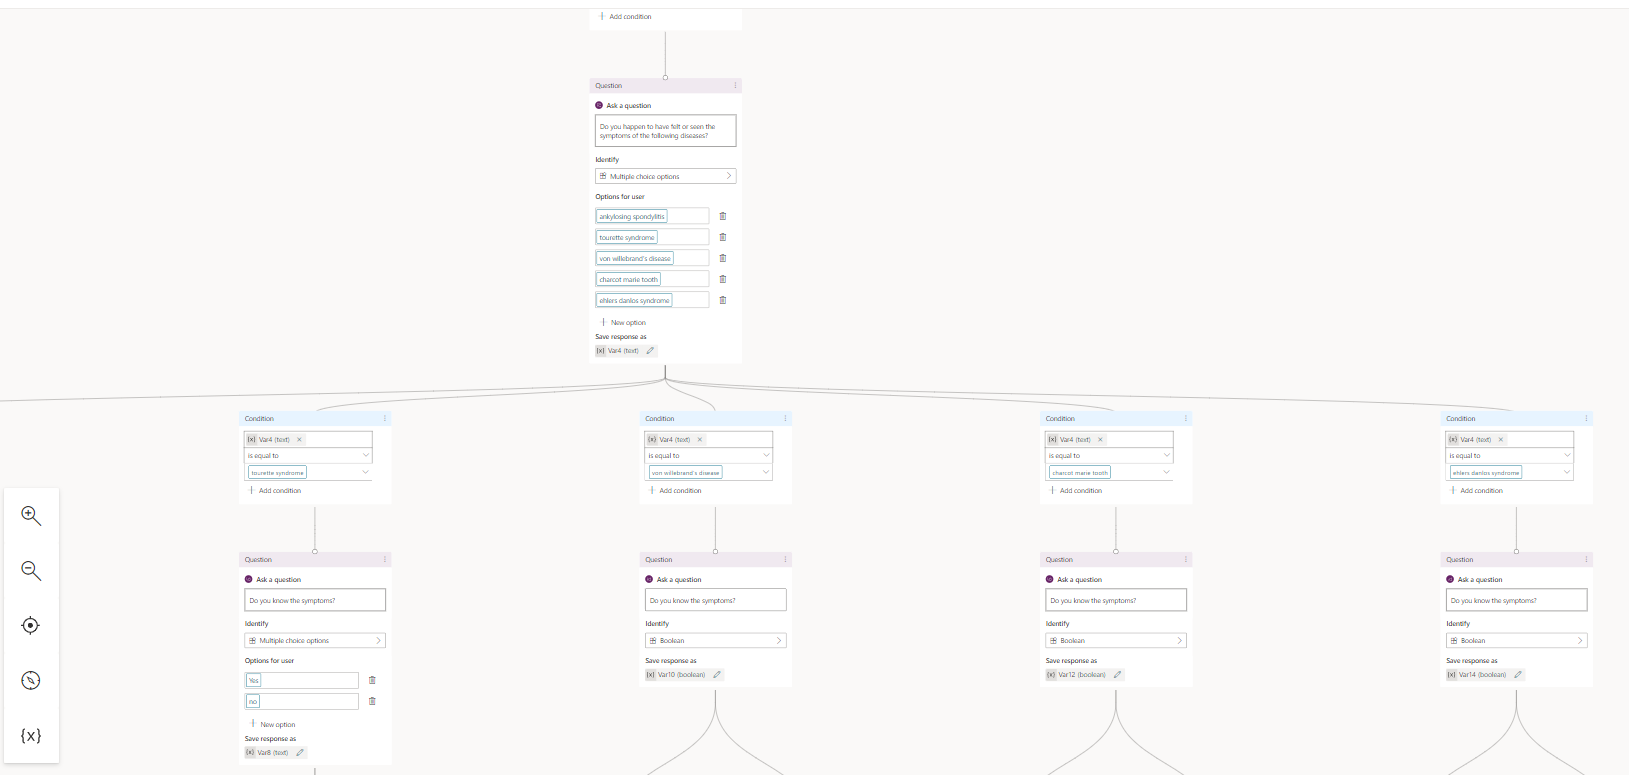 Add condition
Question
Ask a question
Do you happen to have felt or seen the
symptoms of the following diseases?
Identify
Multiple choice options
Options for user
ankylosing spondylitis
tourette syndrome
von willebrand's disease
charcot marie tooth
ehlers danlos syndrome
New option
Save response as
{x} Var4 (text)
Condition
{x} Var4 (text) ×
is equal to
tourette syndrome
Add condition
Question
Ask a question
Do you know the symptoms?
Identify
Multiple choice options
Options for user
Yes
no
New option
Save response as
{x} Var8 (text)
Condition
{x} Var4 (text) ×
is equal to
von willebrand's disease
Add condition
Question
Ask a question
Do you know the symptoms?
Identify
Boolean
Save response as
{x} Var10 (boolean)
Condition
{x} Var4 (text) ×
is equal to
charcot marie tooth
Add condition
Question
Ask a question
Do you know the symptoms?
Identify
Boolean
Save response as
{x} Var12 (boolean)
Condition
{x} Var4 (text) ×
is equal to
ehlers danlos syndrome
Add condition
Question
Ask a question
Do you know the symptoms?
Identify
Boolean
Save response as
{x} Var14 (boolean)
{x}